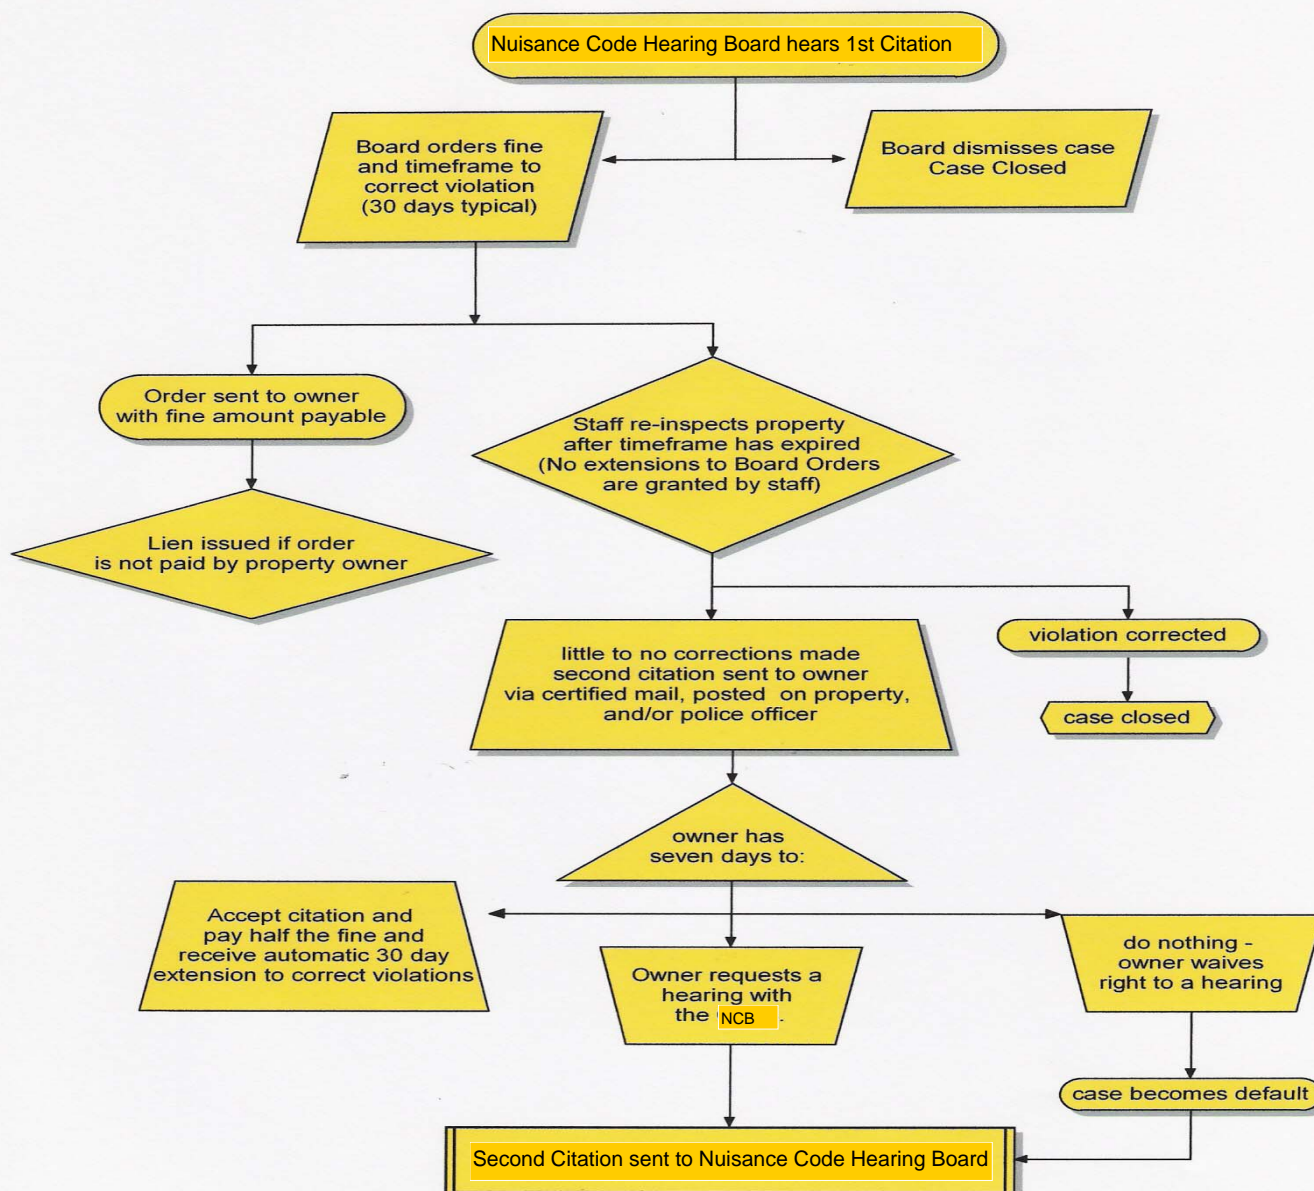 Nuisance Code Hearing Board hears 1st Citation
Board orders fine
and timeframe to
correct violation
(30 days typical)
Board dismisses case
Case Closed
Order sent to owner
with fine amount payable
Staff re-inspects property
after timeframe has expired
(No extensions to Board Orders
are granted by staff)
Lien issued if order
is not paid by property owner
little to no corrections made
second citation sent to owner
via certified mail, posted on property,
and/or police officer
violation corrected
case closed
owner has
seven days to:
Accept citation and
pay half the fine and
receive automatic 30 day
extension to correct violations
Owner requests a
hearing with
the NCB .
do nothing -
owner waives
right to a hearing
case becomes default
Second Citation sent to Nuisance Code Hearing Board